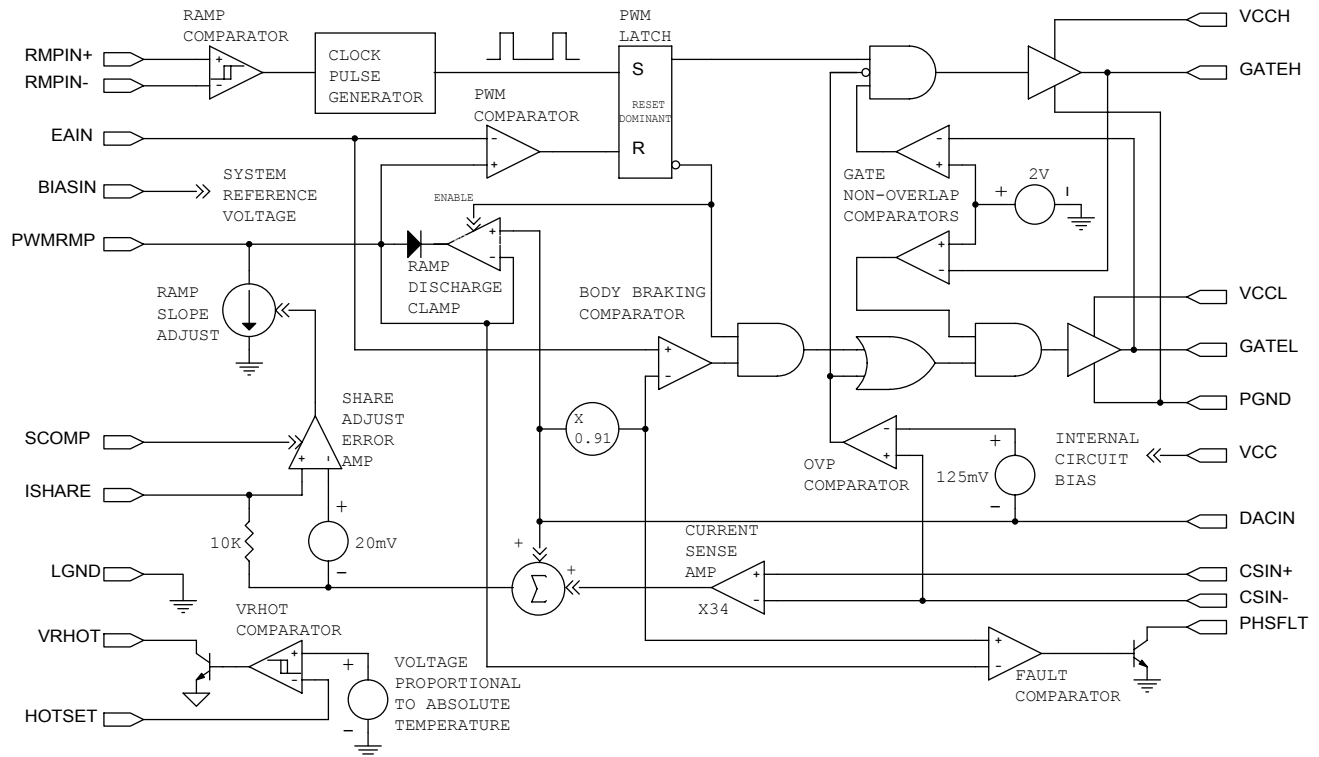 RAMP
COMPARATOR
PWM
LATCH
VCCH
RMPIN+
RMPIN-
+
-
CLOCK
PULSE
GENERATOR
S
RESET
DOMINANT
R
GATEH
PWM
COMPARATOR
EAIN
-
+
BIASIN
SYSTEM
REFERENCE
VOLTAGE
ENABLE
-
+
GATE
NON-OVERLAP
COMPARATORS
2V
+
-
PWMRMP
+
-
RAMP
DISCHARGE
CLAMP
+
-
RAMP
SLOPE
ADJUST
BODY BRAKING
COMPARATOR
+
-
VCCL
GATEL
PGND
SCOMP
SHARE
ADJUST
ERROR
AMP
+
-
X
0.91
OVP
COMPARATOR
-
+
+
125mV
-
INTERNAL
CIRCUIT
BIAS
VCC
ISHARE
10K
+
20mV
-
DACIN
CURRENT
SENSE
AMP
X34
+
-
+
+
Σ
LGND
CSIN+
CSIN-
PHSFLT
VRHOT
VRHOT
COMPARATOR
+
-
+
-
VOLTAGE
PROPORTIONAL
TO ABSOLUTE
TEMPERATURE
HOTSET
+
-
FAULT
COMPARATOR